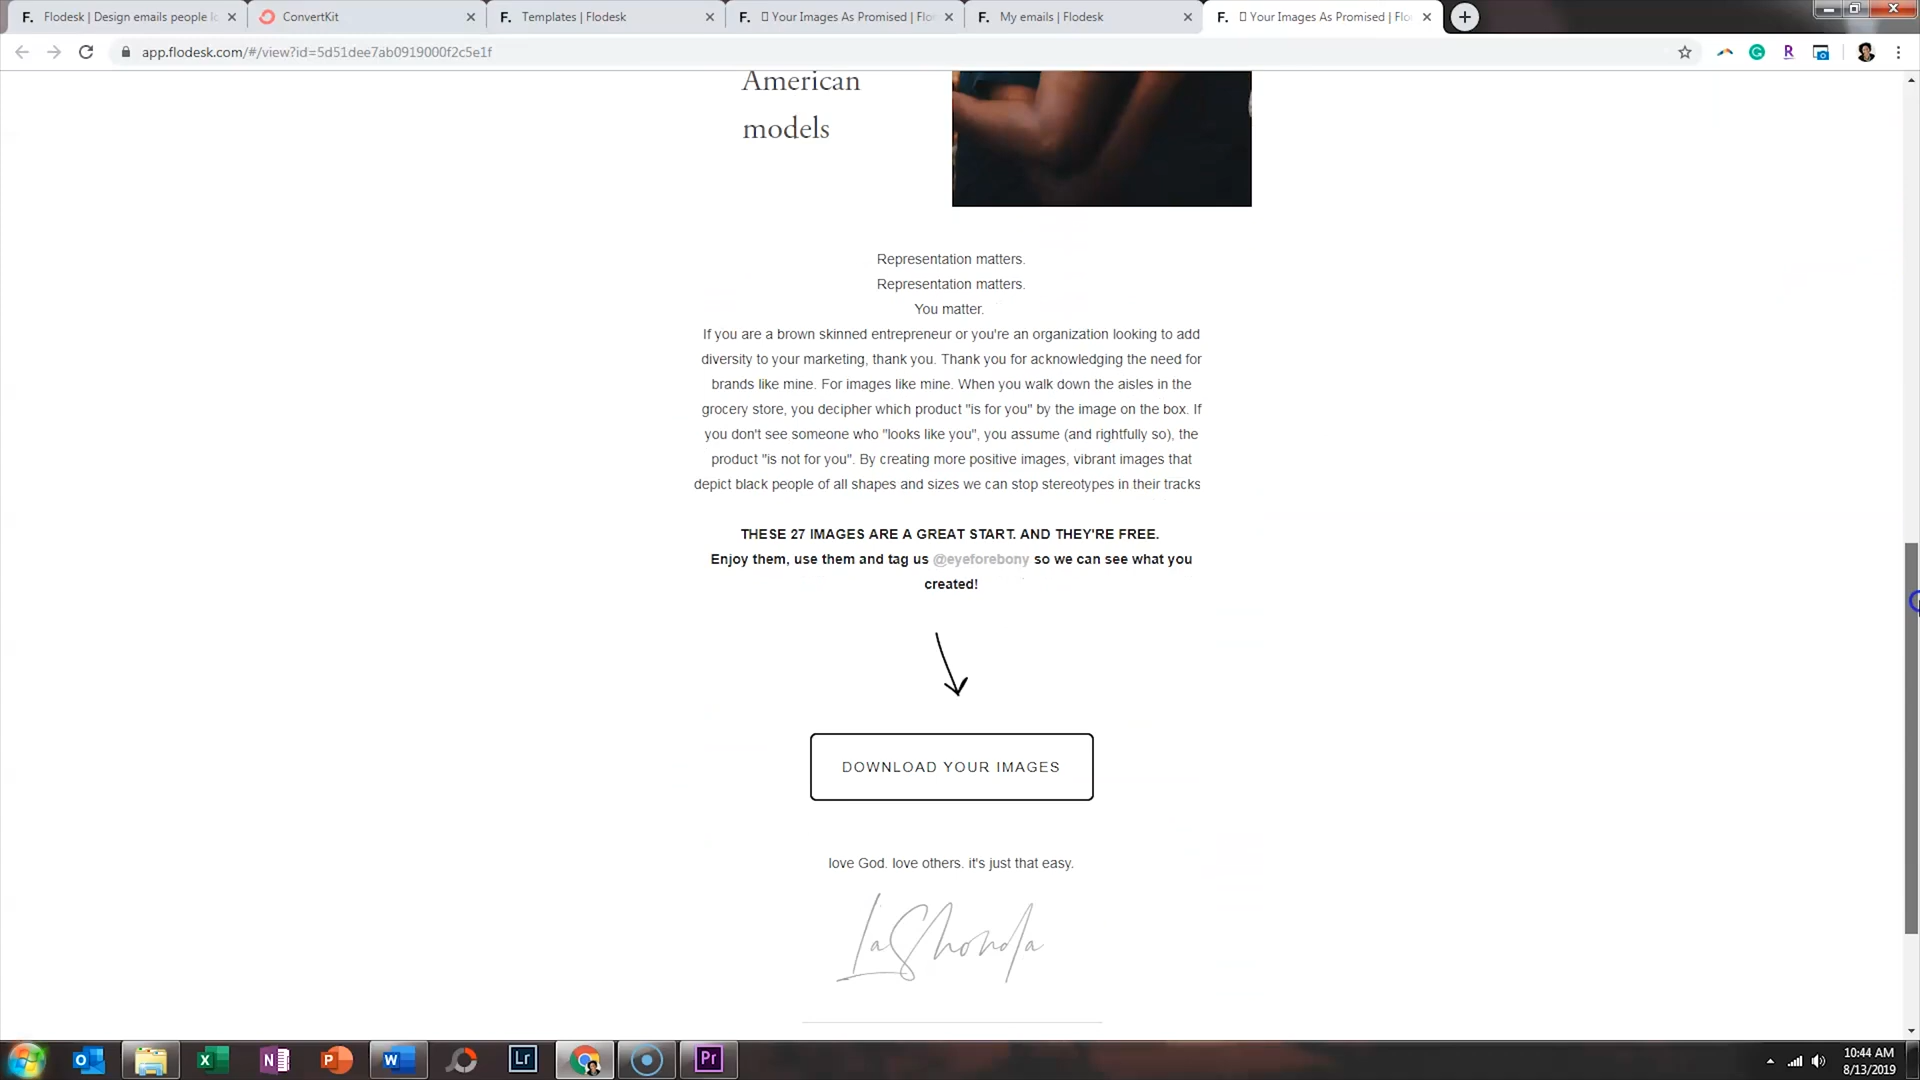 Flodesk | Design emails people lo
ConvertKit
Templates | Flodesk
Your Images As Promised | Flo
My emails | Flodesk
Your Images As Promised | Flo
app.flodesk.com/#/view?id=5d51dee7ab0919000f2c5e1f
American
models
Representation matters.
Representation matters.
You matter.
If you are a brown skinned entrepreneur or you're an organization looking to add
diversity to your marketing, thank you. Thank you for acknowledging the need for
brands like mine. For images like mine. When you walk down the aisles in the
grocery store, you decipher which product "is for you" by the image on the box. If
you don't see someone who "looks like you", you assume (and rightfully so), the
product "is not for you". By creating more positive images, vibrant images that
depict black people of all shapes and sizes we can stop stereotypes in their tracks
THESE 27 IMAGES ARE A GREAT START. AND THEY'RE FREE.
Enjoy them, use them and tag us @eyeforebony so we can see what you
created!
DOWNLOAD YOUR IMAGES
love God. love others. it's just that easy.
LaShonda
Lr
Pr
10:44 AM
8/13/2019